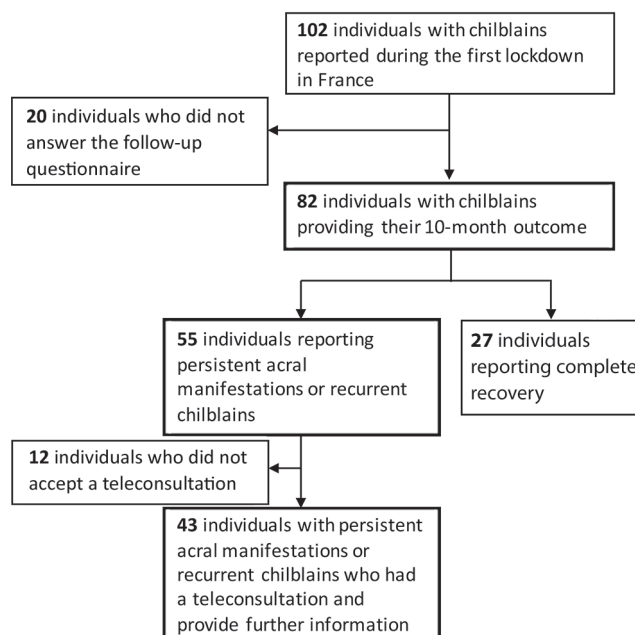 102 individuals with chilblains
reported during the first lockdown
in France
20 individuals who did not
answer the follow-up
questionnaire
82 individuals with chilblains
providing their 10-month outcome
55 individuals reporting
persistent acral
manifestations or recurrent
chilblains
27 individuals
reporting complete
recovery
12 individuals who did not
accept a teleconsultation
43 individuals with persistent
acral manifestations or
recurrent chilblains who had
a teleconsultation and
provide further information